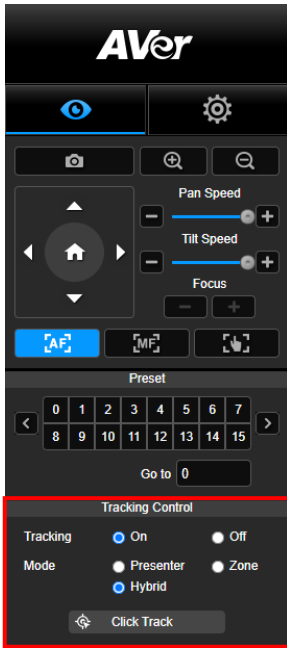 AVer
Pan Speed
Tilt Speed
Focus
AF MF
Preset
0 1 2 3 4 5 6 7
8 9 10 11 12 13 14 15
Go to 0
Tracking Control
Tracking On Off
Mode Presenter Zone
Hybrid
Click Track